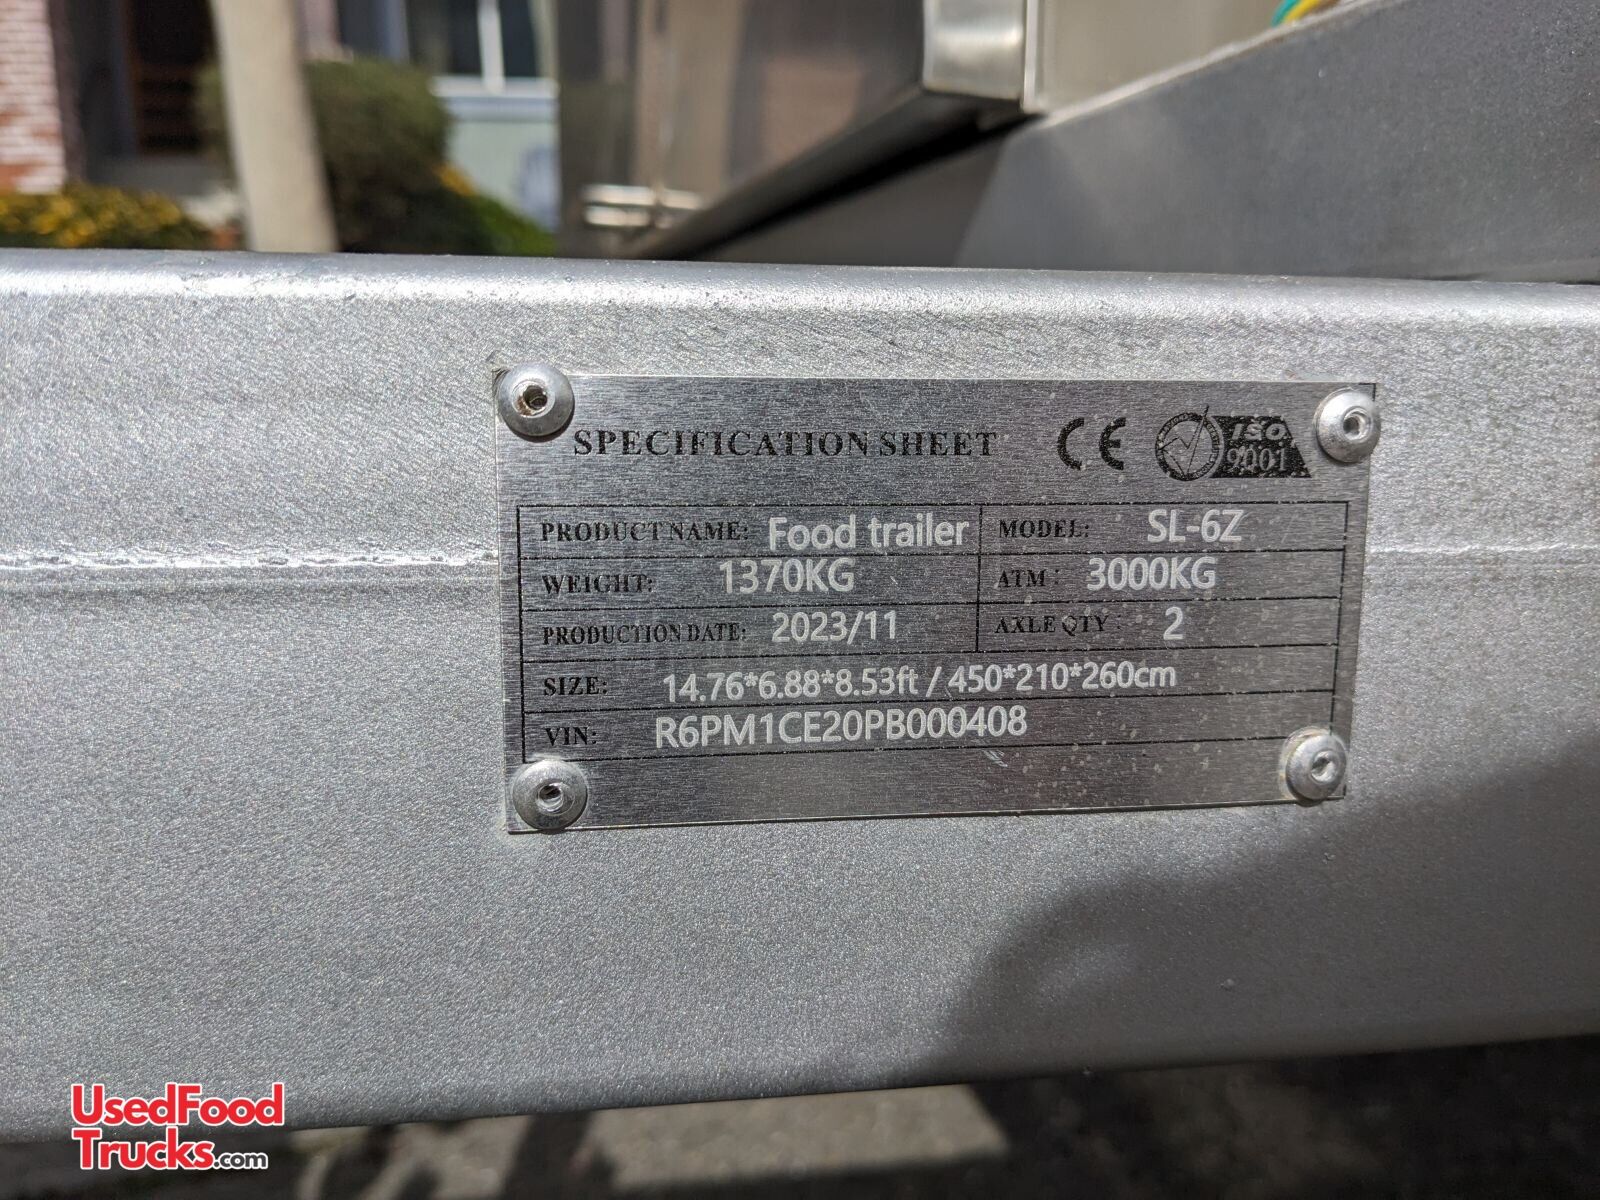 SPECIFICATION SHEET CE ISO 9001
PRODUCT NAME: Food trailer MODEL: SL-6Z
WEIGHT: 1370KG ATM: 3000KG
PRODUCTION DATE: 2023/11 AXLE QTY: 2
SIZE: 14.76*6.88*8.53ft / 450*210*260cm
VIN: R6PM1CE20PB000408
UsedFood
Trucks.com